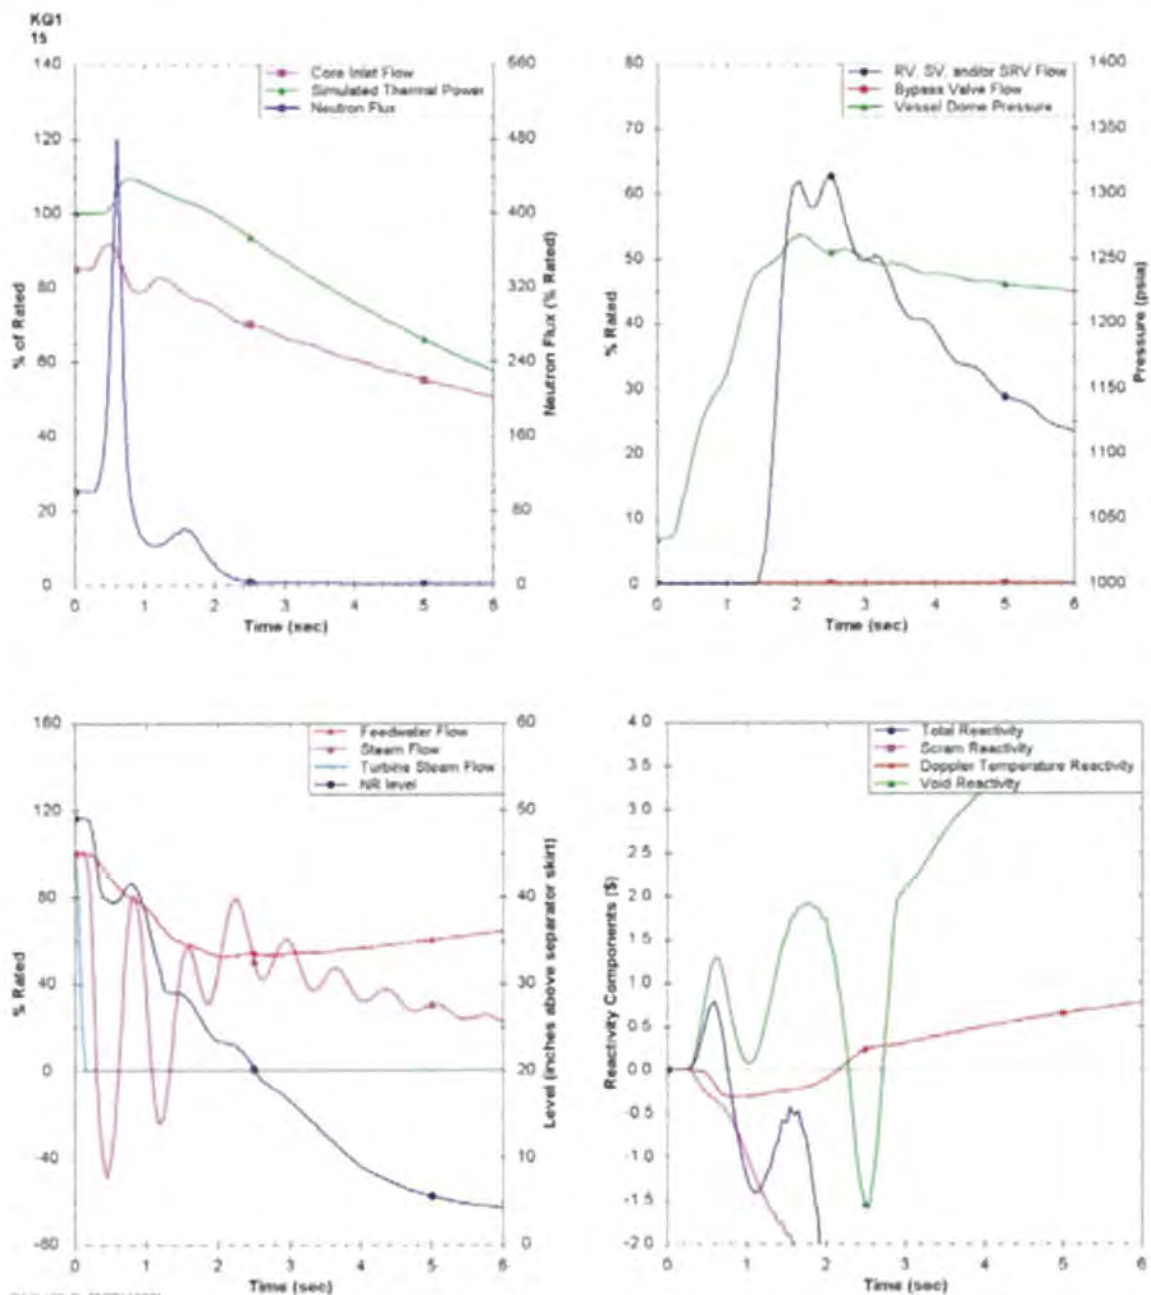 KG1
15
140
120
100
80
60
40
20
0
% of Rated
Core Inlet Flow
Simulated Thermal Power
Neutron Flux
560
480
400
320
240
160
80
0
Neutron Flux (% Rated)
0 1 2 3 4 5 6
Time (sec)
80
70
60
50
40
30
20
10
0
% Rated
RV, SV, and/or SRV Flow
Bypass Valve Flow
Vessel Dome Pressure
1400
1350
1300
1250
1200
1150
1100
1050
1000
Pressure (psia)
0 1 2 3 4 5 6
Time (sec)
160
120
80
40
0
-40
-80
% Rated
Feedwater Flow
Steam Flow
Turbine Steam Flow
NR level
60
50
40
30
20
10
0
Level (inches above separator skirt)
0 1 2 3 4 5 6
Time (sec)
4.0
3.5
3.0
2.5
2.0
1.5
1.0
0.5
0.0
-0.5
-1.0
-1.5
-2.0
Reactivity Components ($)
Total Reactivity
Scram Reactivity
Doppler Temperature Reactivity
Void Reactivity
0 1 2 3 4 5 6
Time (sec)